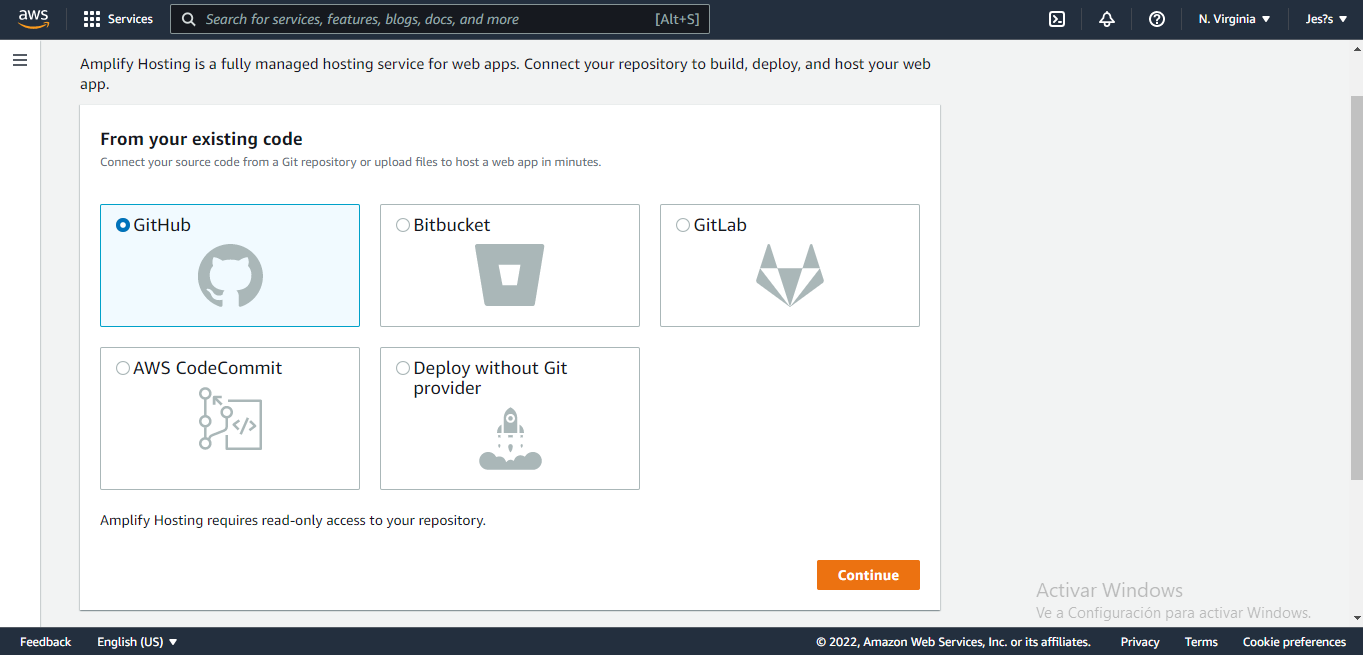 aws
Services
Search for services, features, blogs, docs, and more
[Alt+S]
N. Virginia
Jes?s
Amplify Hosting is a fully managed hosting service for web apps. Connect your repository to build, deploy, and host your web
app.
From your existing code
Connect your source code from a Git repository or upload files to host a web app in minutes.
GitHub
Bitbucket
GitLab
AWS CodeCommit
Deploy without Git
provider
Amplify Hosting requires read-only access to your repository.
Continue
Activar Windows
Ve a Configuración para activar Windows.
Feedback
English (US)
© 2022, Amazon Web Services, Inc. or its affiliates.
Privacy
Terms
Cookie preferences